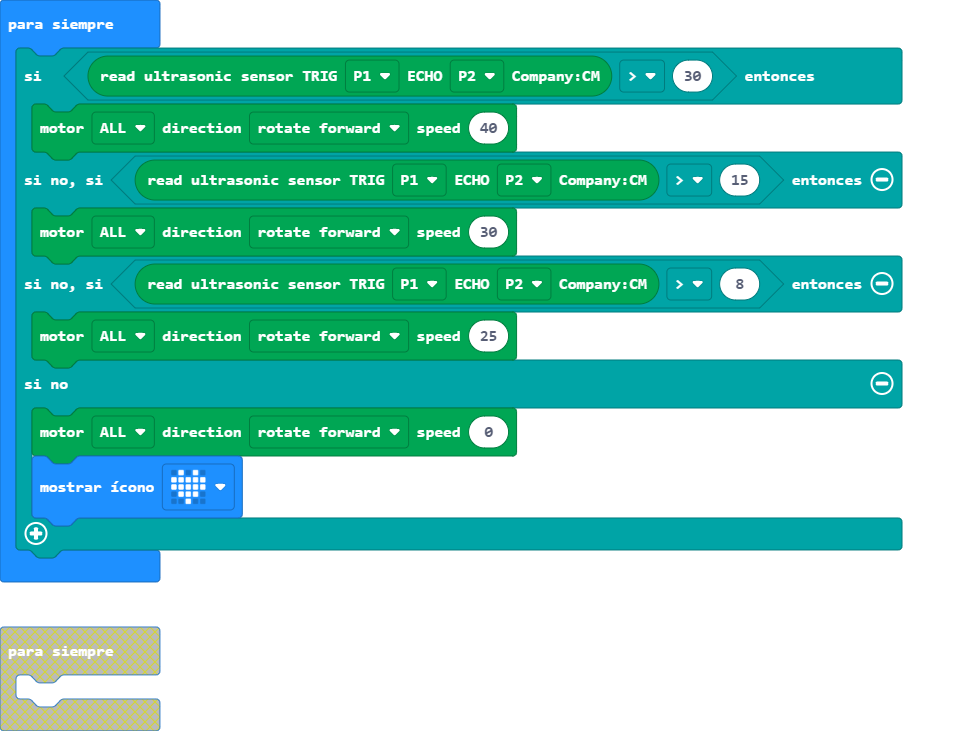 para siempre
si read ultrasonic sensor TRIG P1 ECHO P2 Company:CM > 30 entonces
motor ALL direction rotate forward speed 40
si no, si read ultrasonic sensor TRIG P1 ECHO P2 Company:CM > 15 entonces
motor ALL direction rotate forward speed 30
si no, si read ultrasonic sensor TRIG P1 ECHO P2 Company:CM > 8 entonces
motor ALL direction rotate forward speed 25
si no
motor ALL direction rotate forward speed 0
mostrar ícono
para siempre